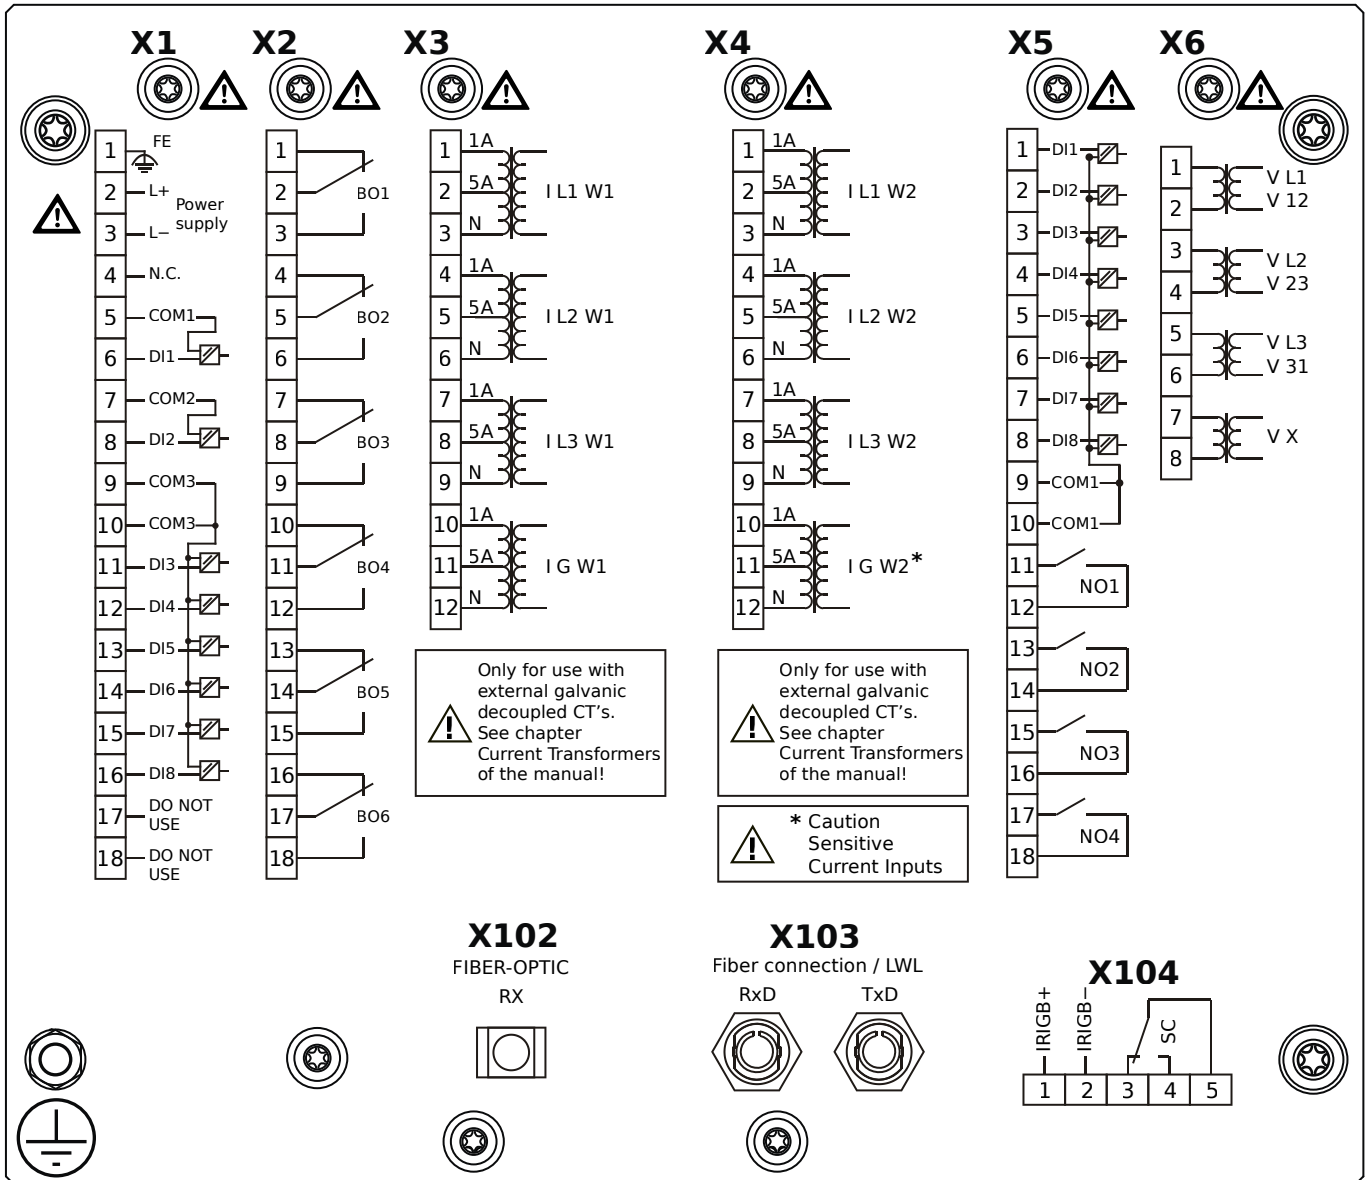 X1 X2 X3 X4 X5 X6
1 FE
2 L+
Power
supply
3 L−
4 N.C.
5 COM1
6 DI1
7 COM2
8 DI2
9 COM3
10 COM3
11 DI3
12 DI4
13 DI5
14 DI6
15 DI7
16 DI8
17 DO NOT
USE
18 DO NOT
USE
1
2 BO1
3
4
5 BO2
6
7
8 BO3
9
10
11 BO4
12
13
14 BO5
15
16
17 BO6
18
1 1A
2 5A I L1 W1
3 N
4 1A
5 5A I L2 W1
6 N
7 1A
8 5A I L3 W1
9 N
10 1A
11 5A I G W1
12 N
Only for use with
external galvanic
decoupled CT's.
See chapter
Current Transformers
of the manual!
1 1A
2 5A I L1 W2
3 N
4 1A
5 5A I L2 W2
6 N
7 1A
8 5A I L3 W2
9 N
10 1A
11 5A I G W2*
12 N
Only for use with
external galvanic
decoupled CT's.
See chapter
Current Transformers
of the manual!
* Caution
Sensitive
Current Inputs
1 DI1
2 DI2
3 DI3
4 DI4
5 DI5
6 DI6
7 DI7
8 DI8
9 COM1
10 COM1
11
NO1
12
13
NO2
14
15
NO3
16
17
NO4
18
1 V L1
2 V 12
3 V L2
4 V 23
5 V L3
6 V 31
7
V X
8
X102
FIBER-OPTIC
RX
X103
Fiber connection / LWL
RxD TxD
X104
IRIGB+ IRIGB− SC
1 2 3 4 5